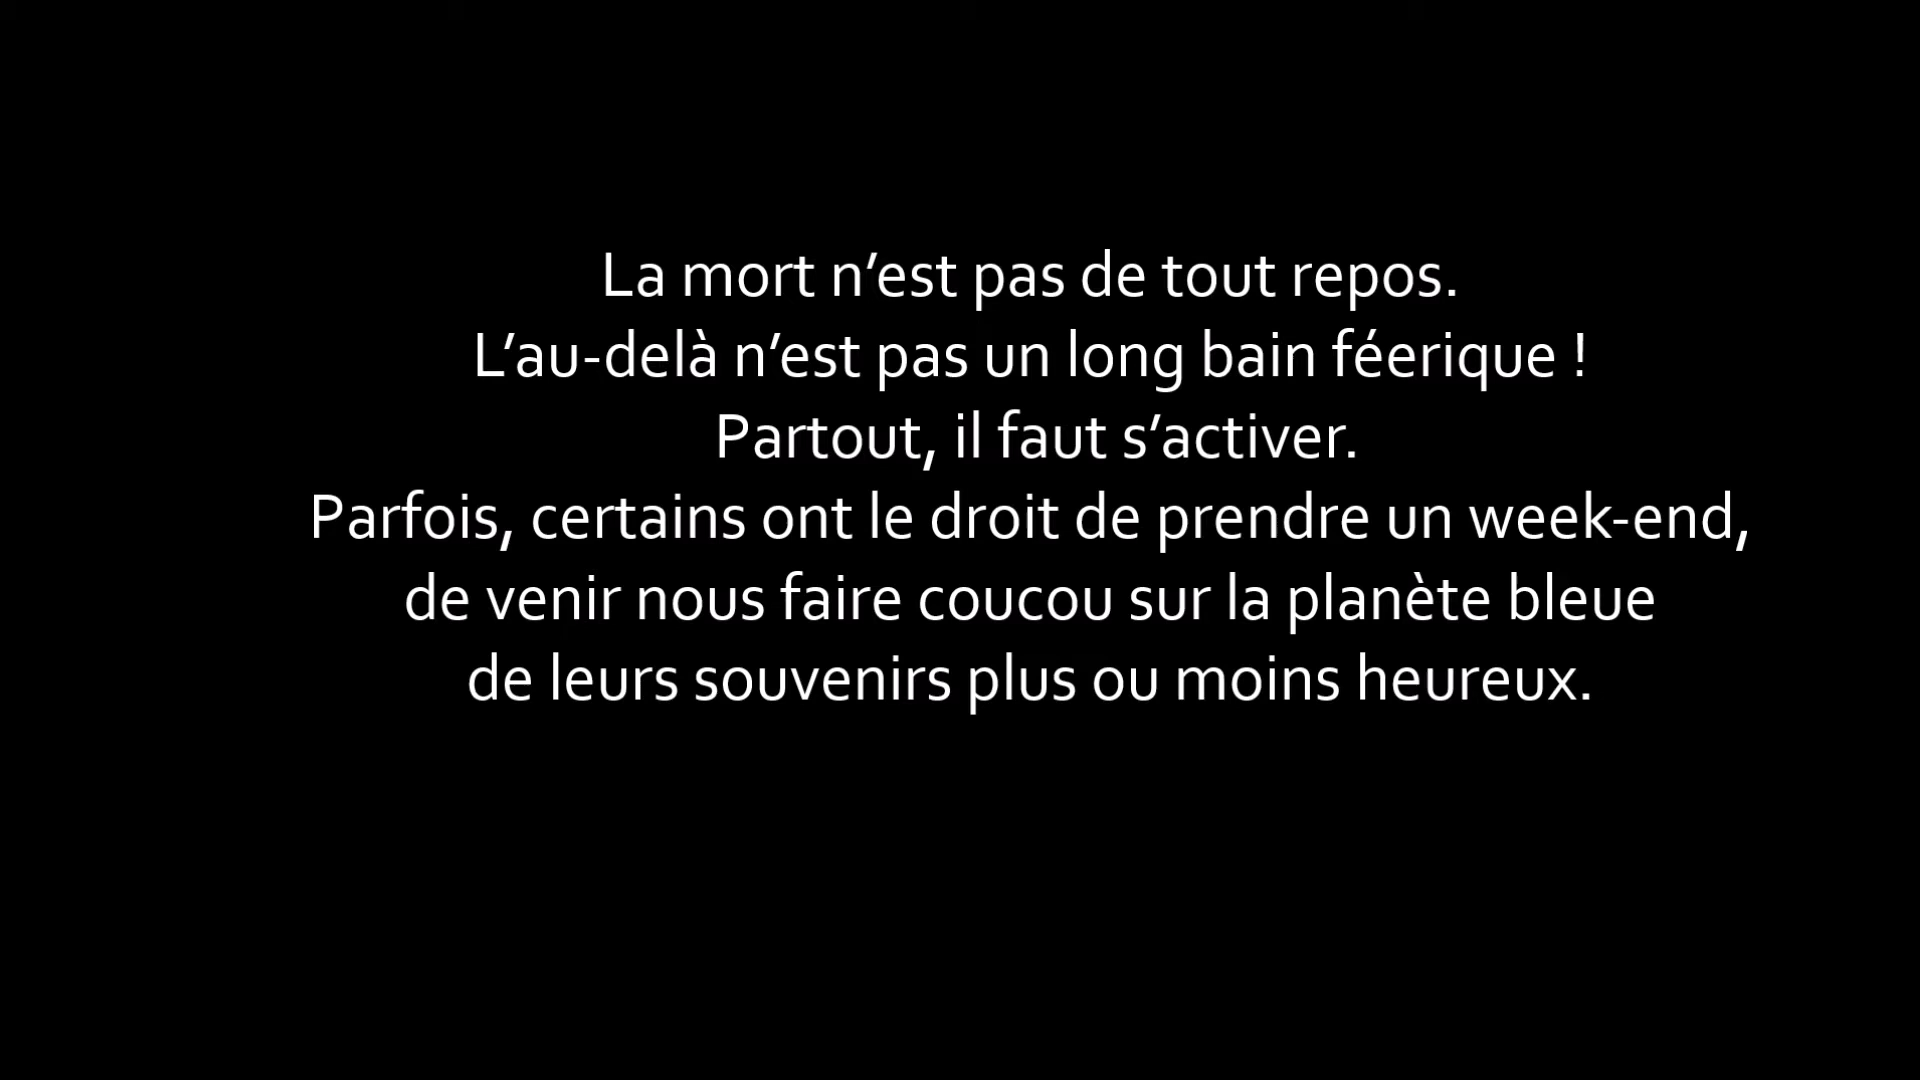 La mort n’est pas de tout repos.
L’au-delà n’est pas un long bain féerique !
Partout, il faut s’activer.
Parfois, certains ont le droit de prendre un week-end,
de venir nous faire coucou sur la planète bleue
de leurs souvenirs plus ou moins heureux.